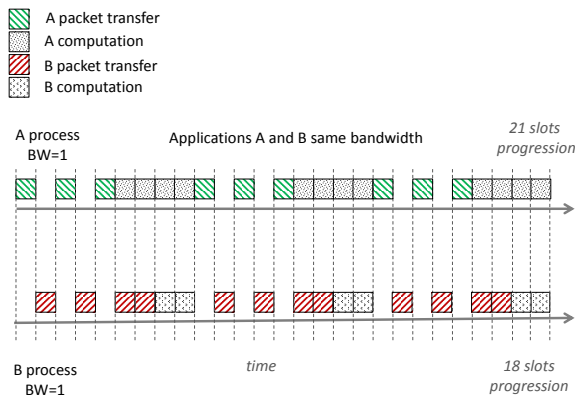 A packet transfer
A computation
B packet transfer
B computation
A process
BW=1
Applications A and B same bandwidth
21 slots
progression
B process
BW=1
time
18 slots
progression